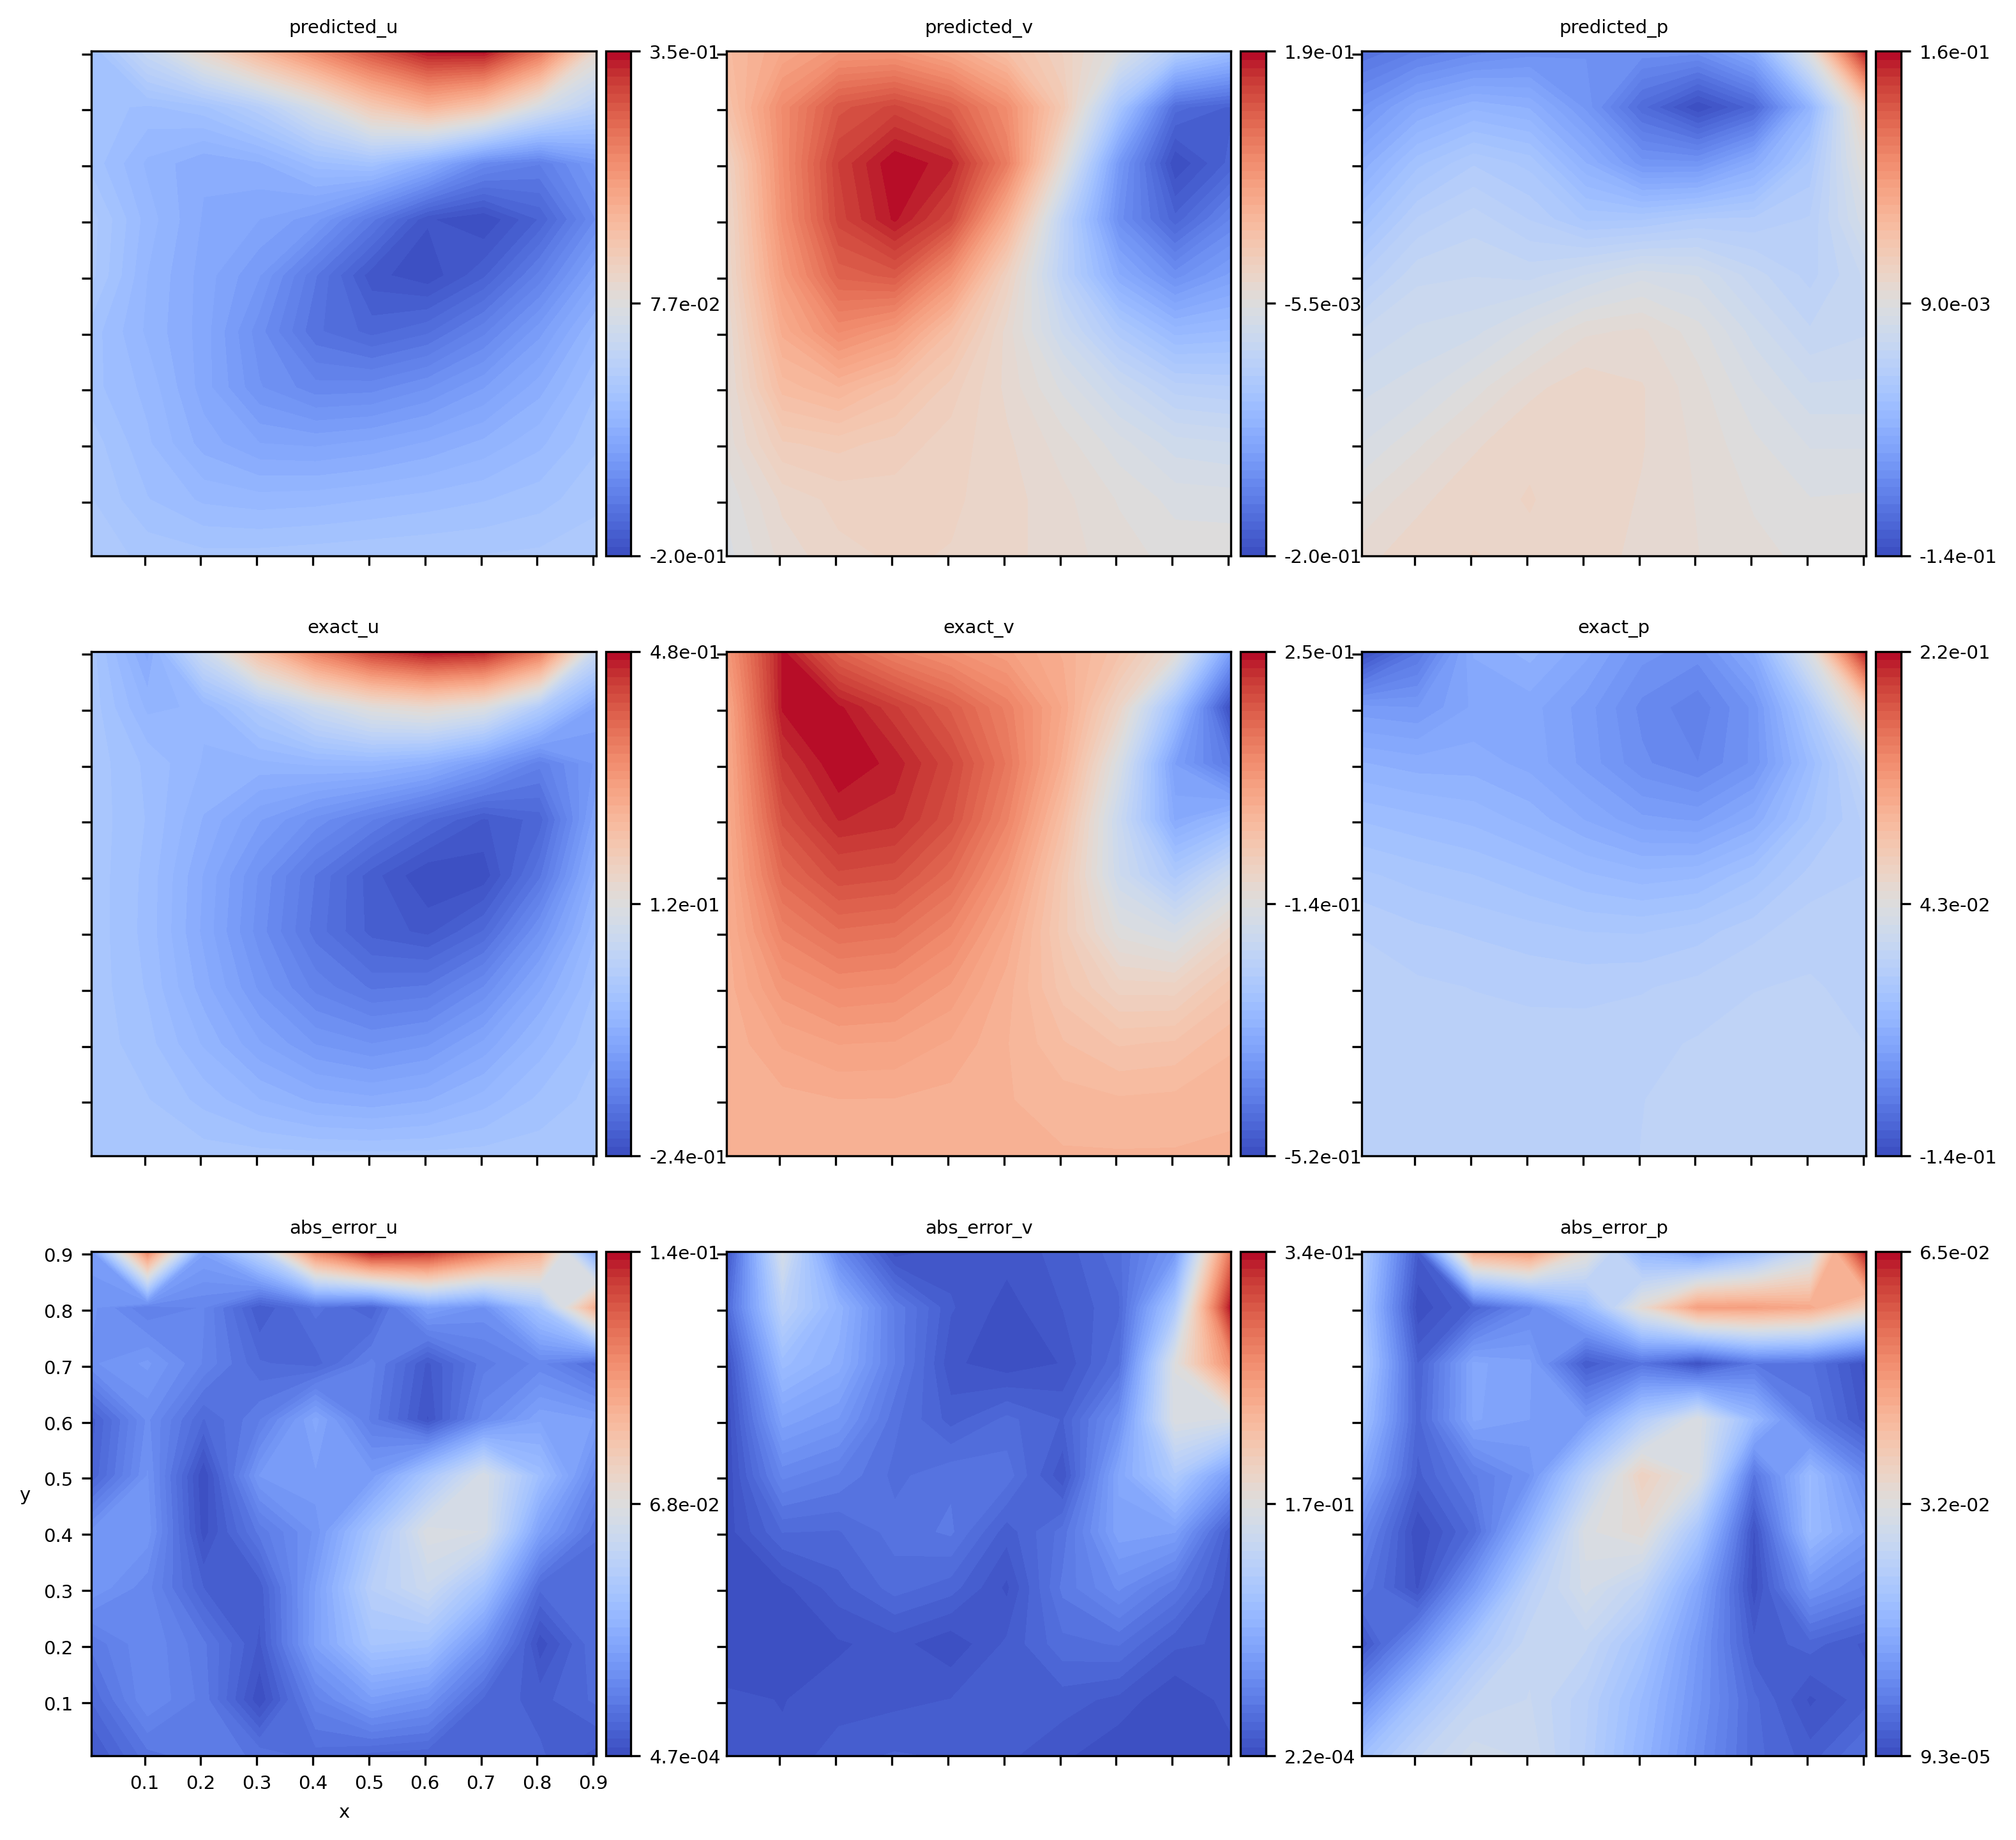 predicted_u
predicted_v
predicted_p
3.5e-01
7.7e-02
-2.0e-01
1.9e-01
-5.5e-03
-2.0e-01
1.6e-01
9.0e-03
-1.4e-01
exact_u
exact_v
exact_p
4.8e-01
1.2e-01
-2.4e-01
2.5e-01
-1.4e-01
-5.2e-01
2.2e-01
4.3e-02
-1.4e-01
abs_error_u
abs_error_v
abs_error_p
0.9
0.8
0.7
0.6
0.5
0.4
0.3
0.2
0.1
y
1.4e-01
6.8e-02
4.7e-04
3.4e-01
1.7e-01
2.2e-04
6.5e-02
3.2e-02
9.3e-05
0.1 0.2 0.3 0.4 0.5 0.6 0.7 0.8 0.9
x